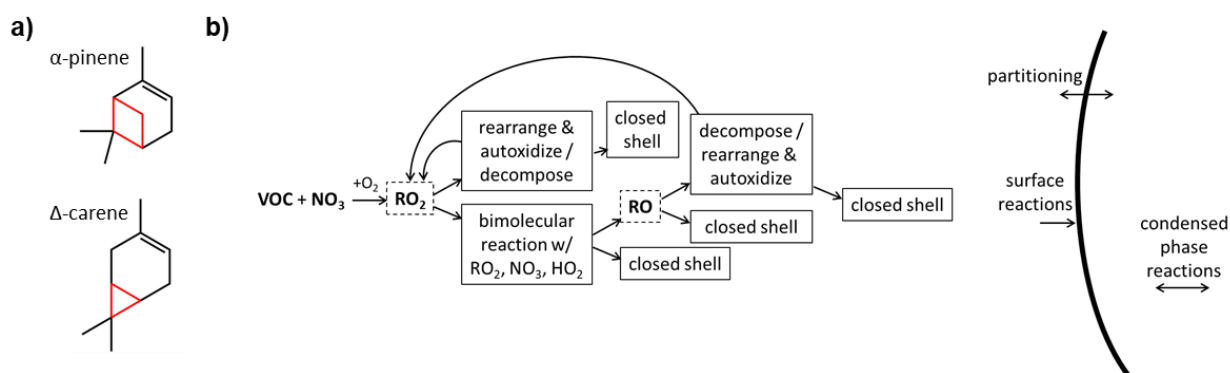 a)
α-pinene
Δ-carene
b)
VOC + NO₃
+O₂
RO₂
rearrange &
autoxidize /
decompose
closed
shell
bimolecular
reaction w/
RO₂, NO₃, HO₂
RO
closed shell
decompose /
rearrange &
autoxidize
closed shell
closed shell
partitioning
surface
reactions
condensed
phase
reactions